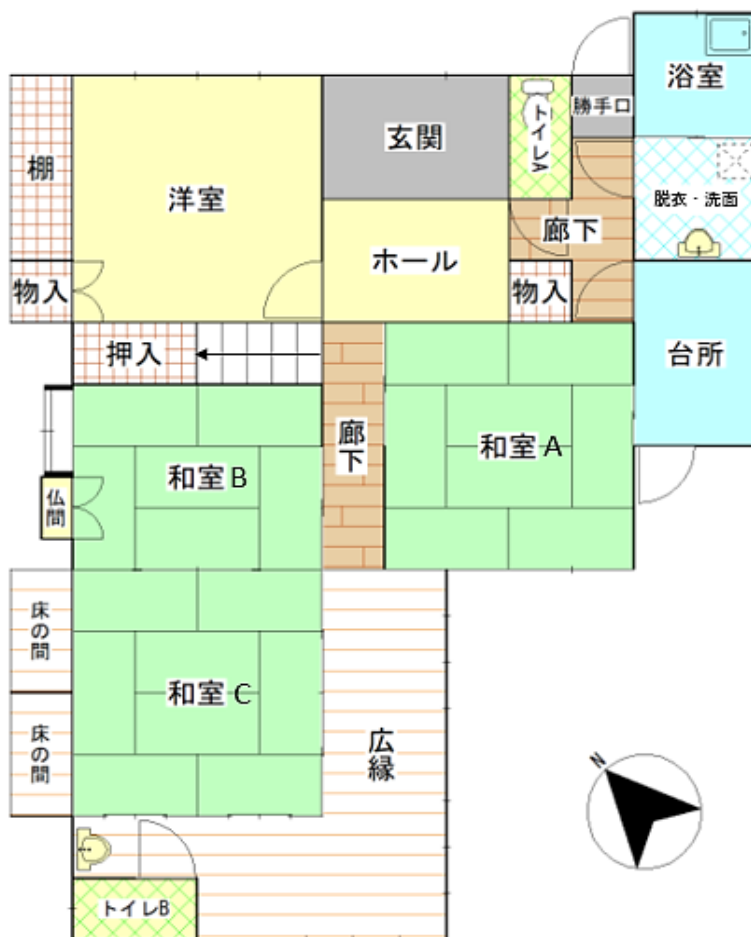 浴室
勝手口
トイレA
玄関
棚
洋室
脱衣・洗面
廊下
ホール
物入
物入
押入
台所
廊下
和室A
和室B
仏間
床の間
和室C
床の間
広縁
N
トイレB